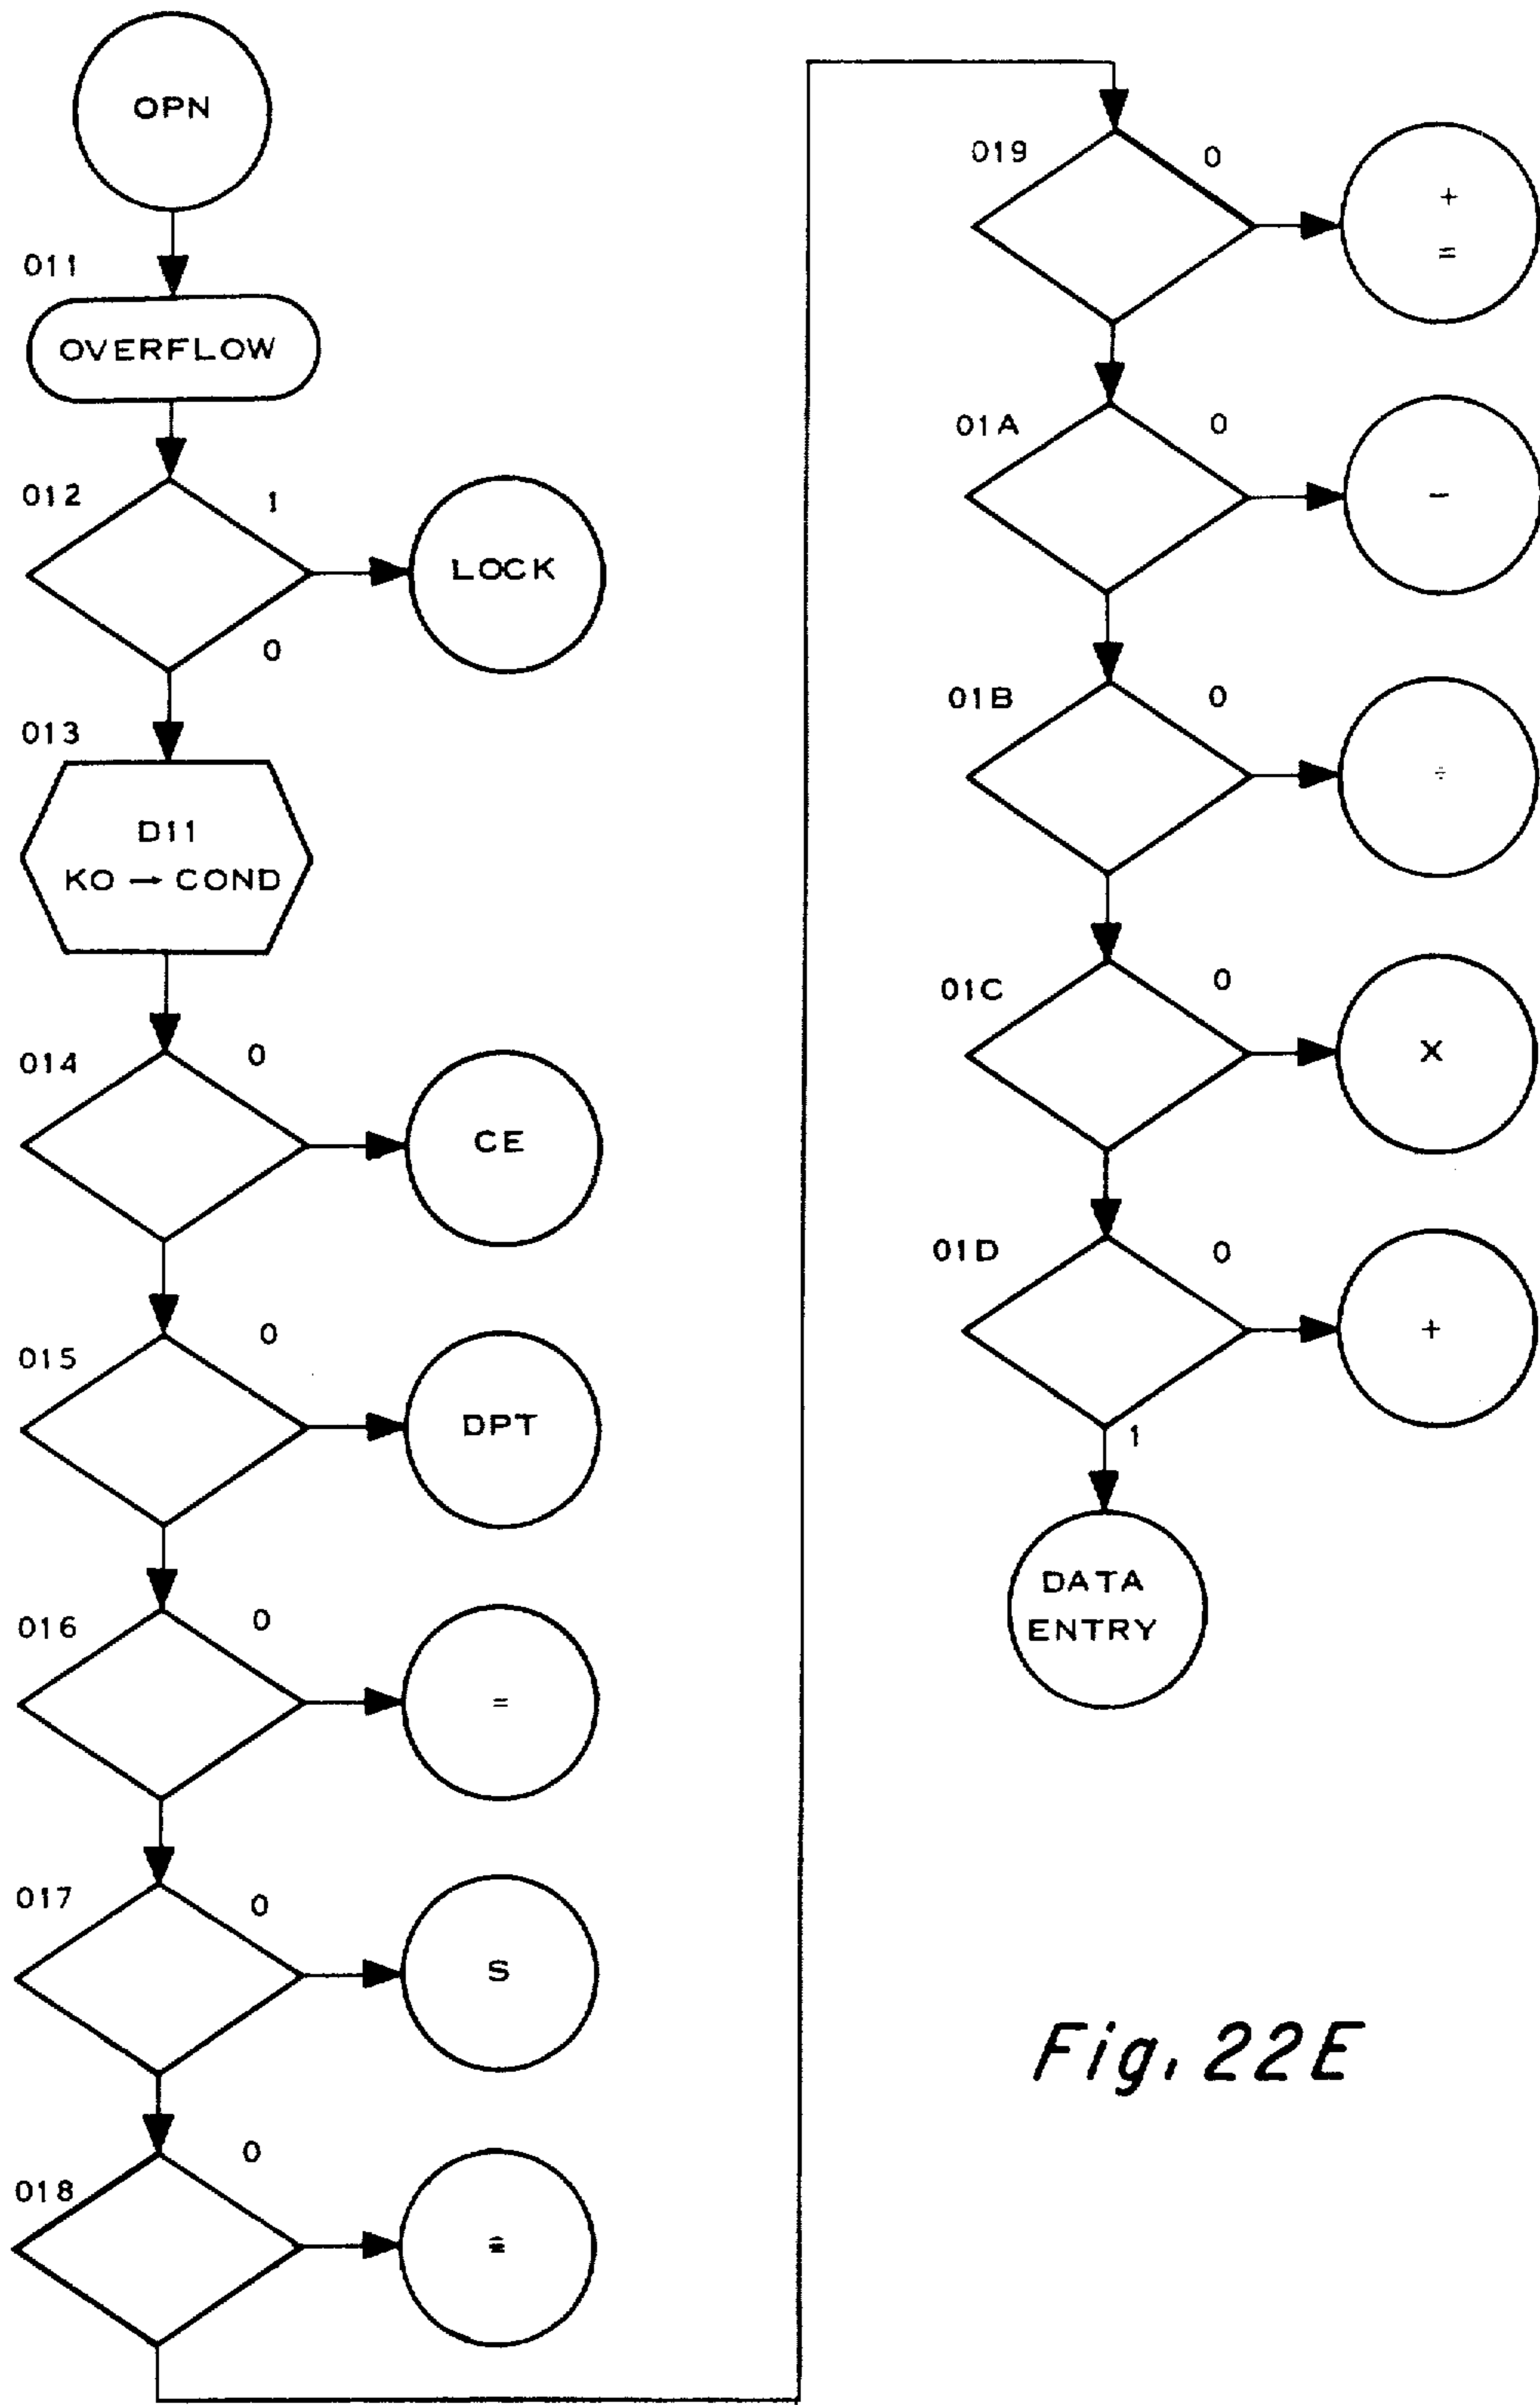 OPN
011
OVERFLOW
012
1
LOCK
0
013
D11
KO → COND
014
0
CE
015
0
DPT
016
0
=
017
0
S
018
0
019
0
+
=
01A
0
-
01B
0
÷
01C
0
X
01D
0
+
1
DATA
ENTRY
Fig. 22E